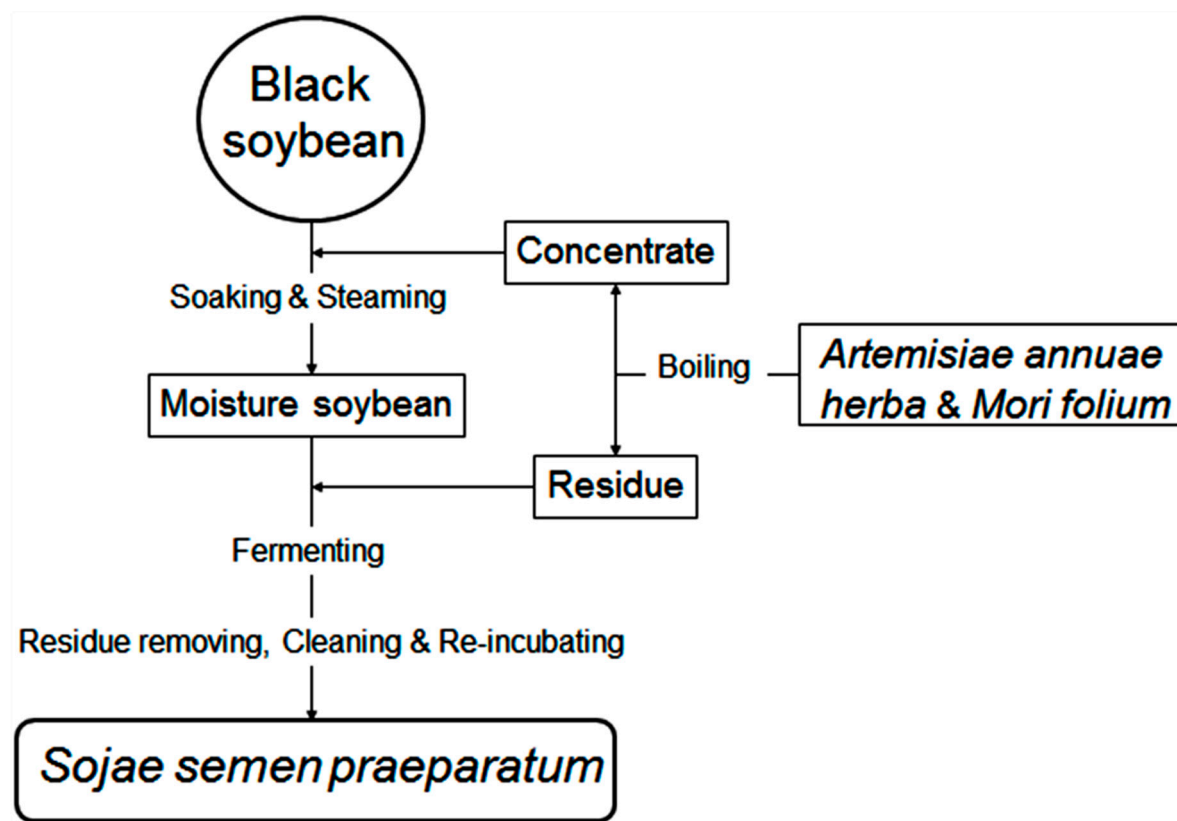 Black
soybean
Concentrate
Soaking & Steaming
Boiling
Artemisiae annuae
herba & Mori folium
Moisture soybean
Residue
Fermenting
Residue removing, Cleaning & Re-incubating
Sojae semen praeparatum